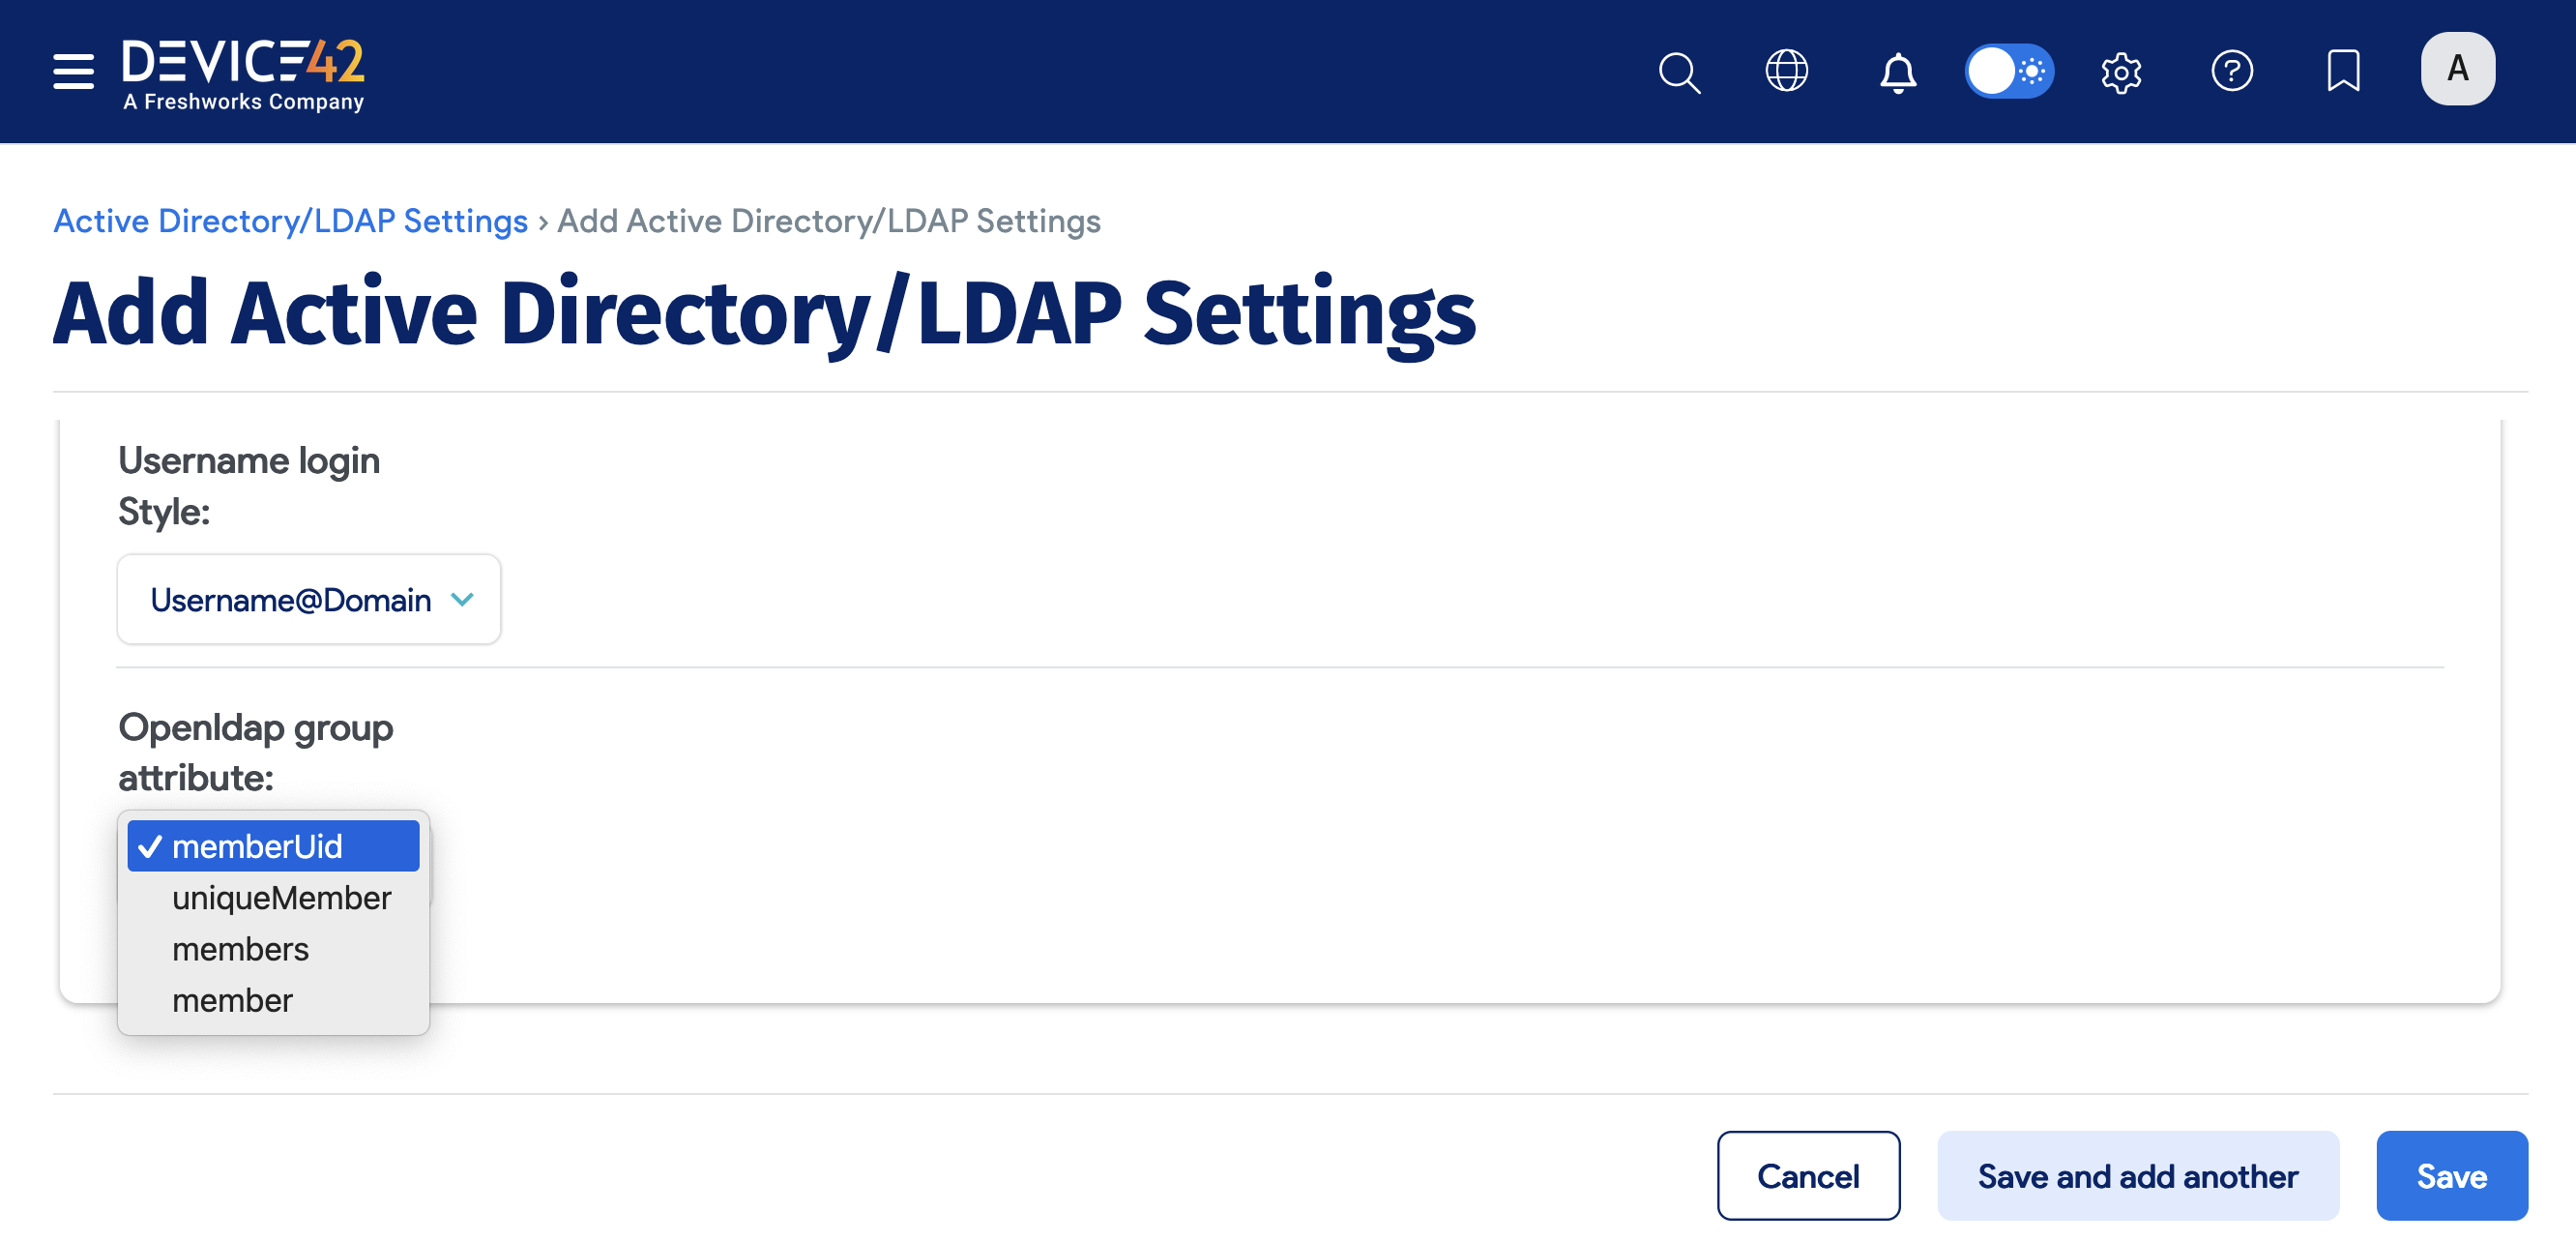 DEVICE42
A Freshworks Company
A
Active Directory/LDAP Settings › Add Active Directory/LDAP Settings
Add Active Directory/LDAP Settings
Username login
Style:
Username@Domain
Openldap group
attribute:
✓ memberUid
uniqueMember
members
member
Cancel Save and add another Save